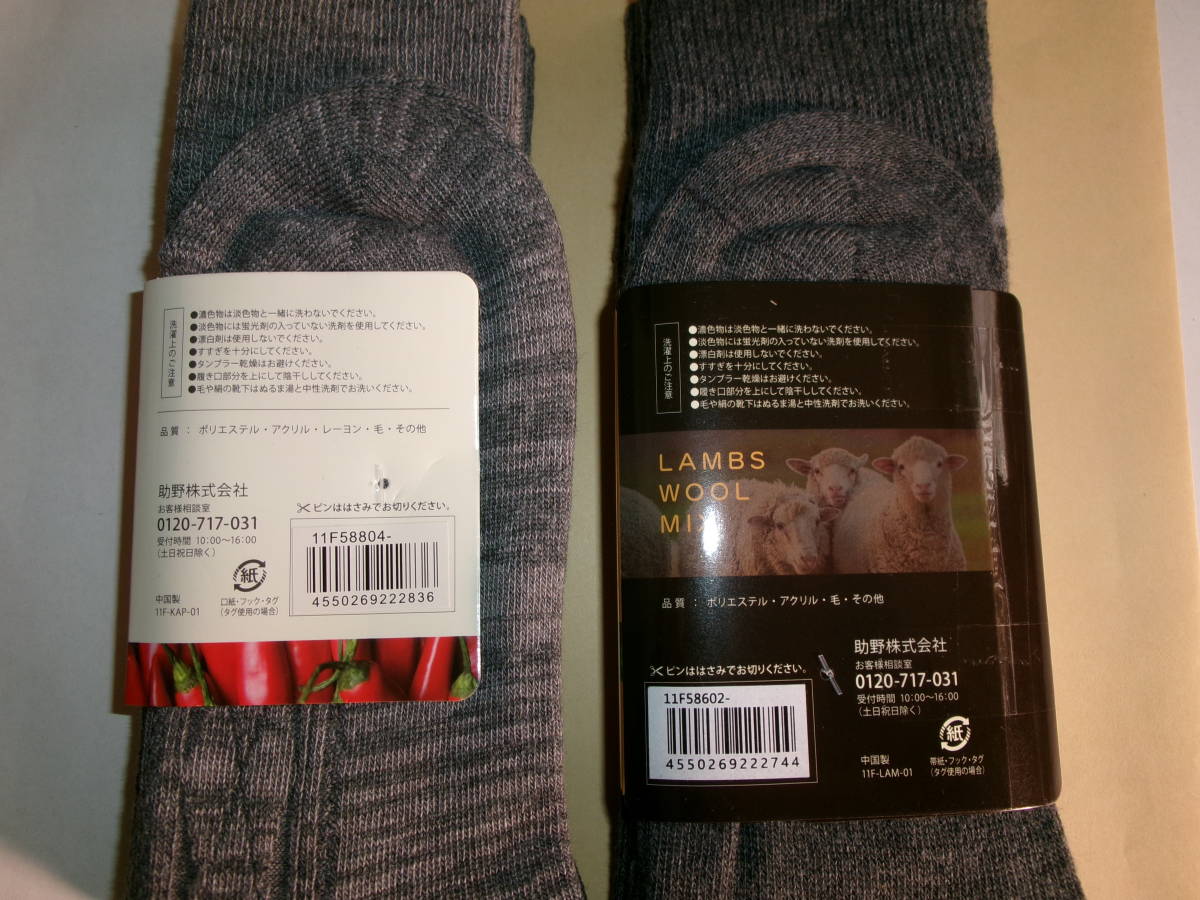 洗濯上のご注意
●濃色物は淡色物と一緒に洗わないでください。
●淡色物には蛍光剤の入っていない洗剤を使用してください。
●漂白剤は使用しないでください。
●すすぎを十分にしてください。
●タンブラー乾燥はお避けください。
●履き口部分を上にして陰干ししてください。
●毛や絹の靴下はぬるま湯と中性洗剤でお洗いください。
品質 : ポリエステル・アクリル・レーヨン・毛・その他
助野株式会社
お客様相談室
0120-717-031
受付時間 10:00〜16:00
(土日祝日除く)
ピンははさみでお切りください。
11F58804-
4550269222836
紙
中国製
11F-KAP-01
口紙・フック・タグ
(タグ使用の場合)
洗濯上のご注意
●濃色物は淡色物と一緒に洗わないでください。
●淡色物には蛍光剤の入っていない洗剤を使用してください。
●漂白剤は使用しないでください。
●すすぎを十分にしてください。
●タンブラー乾燥はお避けください。
●履き口部分を上にして陰干ししてください。
●毛や絹の靴下はぬるま湯と中性洗剤でお洗いください。
LAMBS
WOOL
MIX
品質 : ポリエステル・アクリル・毛・その他
ピンははさみでお切りください。
11F58602-
4550269222744
助野株式会社
お客様相談室
0120-717-031
受付時間 10:00〜16:00
(土日祝日除く)
紙
中国製
11F-LAM-01
帯紙・フック・タグ
(タグ使用の場合)